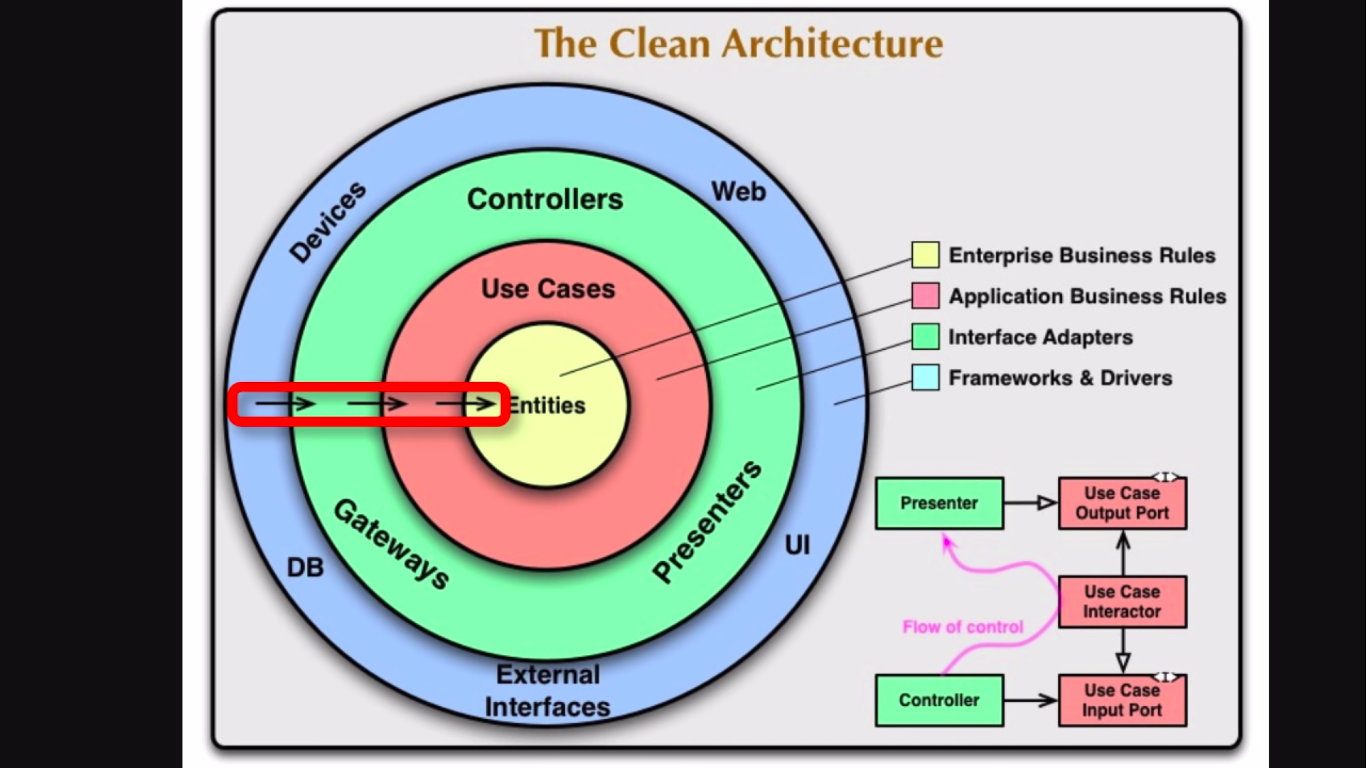 The Clean Architecture
Devices
Controllers
Web
Use Cases
Entities
Enterprise Business Rules
Application Business Rules
Interface Adapters
Frameworks & Drivers
Gateways
Presenters
DB
UI
External
Interfaces
Presenter
<I>
Use Case
Output Port
Use Case
Interactor
Flow of control
Controller
<I>
Use Case
Input Port